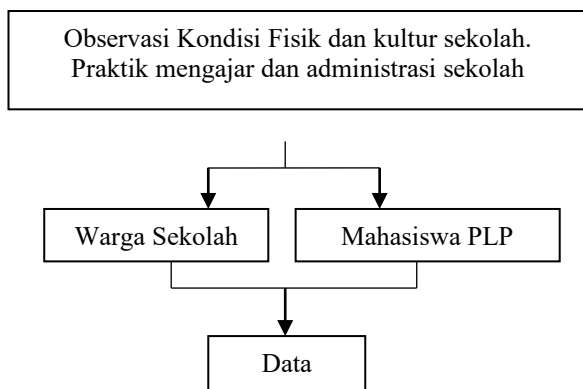 Observasi Kondisi Fisik dan kultur sekolah.
Praktik mengajar dan administrasi sekolah
Warga Sekolah
Mahasiswa PLP
Data